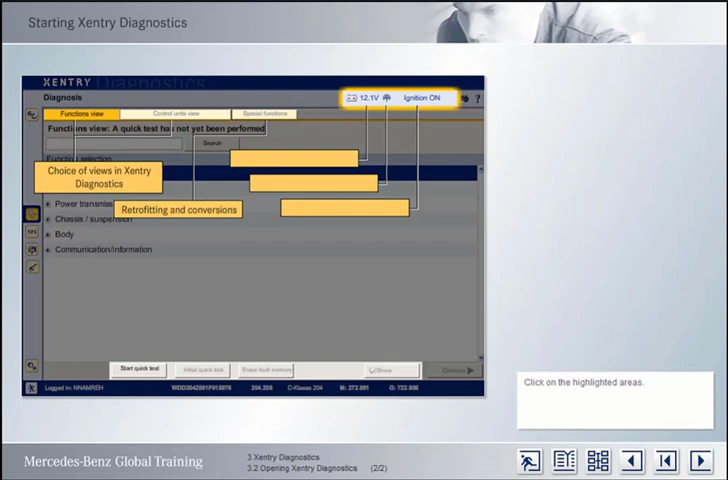 Starting Xentry Diagnostics
XENTRY Diagnostics
Diagnosis
12.1V
Ignition ON
?
Functions view
Control units view
Special functions
Functions view: A quick test has not yet been performed
Search
Function selection
Choice of views in Xentry
Diagnostics
Retrofitting and conversions
Power transmiss
Chassis / suspension
Body
Communication/information
TIPS
Start quick test
Initial quick test
Erase fault memory
Show
Continue
Logged in: NNAMREH
204.258
C-Klasse 204
M: 272.961
G: 722.908
Click on the highlighted areas.
Mercedes-Benz Global Training
3 Xentry Diagnostics
3.2 Opening Xentry Diagnostics (2/2)